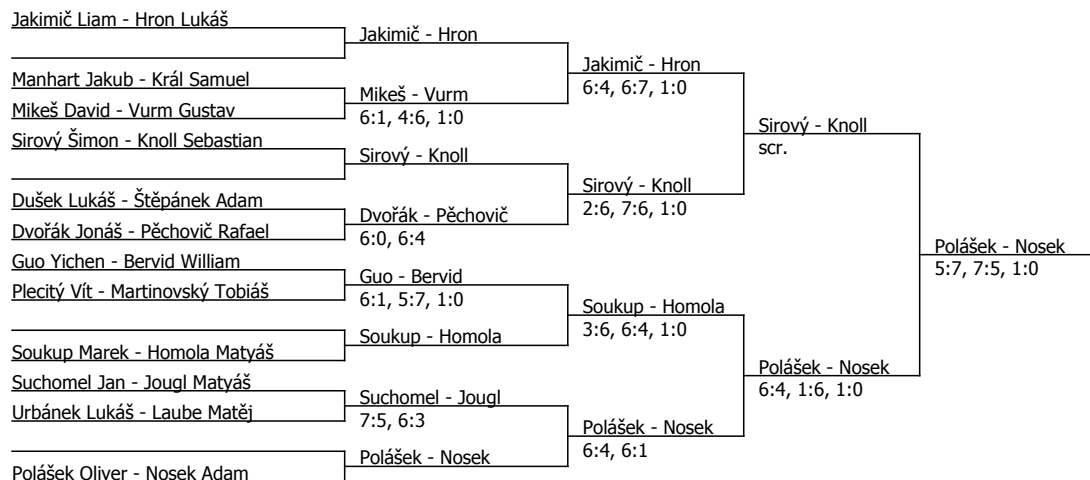 Jakimič Liam - Hron Lukáš
Manhart Jakub - Král Samuel
Mikeš David - Vurm Gustav
Sirový Šimon - Knoll Sebastian
Dušek Lukáš - Štěpánek Adam
Dvořák Jonáš - Pěchovič Rafael
Guo Yichen - Bervid William
Plecitý Vít - Martinovský Tobiáš
Soukup Marek - Homola Matyáš
Suchomel Jan - Jougl Matyáš
Urbánek Lukáš - Laube Matěj
Polášek Oliver - Nosek Adam
Jakimič - Hron
Mikeš - Vurm
6:1, 4:6, 1:0
Sirový - Knoll
Dvořák - Pěchovič
6:0, 6:4
Guo - Bervid
6:1, 5:7, 1:0
Soukup - Homola
Suchomel - Jougl
7:5, 6:3
Polášek - Nosek
Jakimič - Hron
6:4, 6:7, 1:0
Sirový - Knoll
2:6, 7:6, 1:0
Soukup - Homola
3:6, 6:4, 1:0
Polášek - Nosek
6:4, 6:1
Sirový - Knoll
scr.
Polášek - Nosek
6:4, 1:6, 1:0
Polášek - Nosek
5:7, 7:5, 1:0